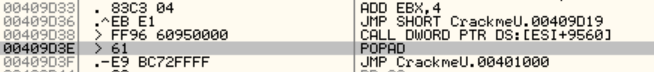 00409D33 . 83C3 04 ADD EBX,4
00409D36 .^EB E1 JMP SHORT CrackmeU.00409D19
00409D38 > FF96 60950000 CALL DWORD PTR DS:[ESI+9560]
00409D3E > 61 POPAD
00409D3F .-E9 BC72FFFF JMP CrackmeU.00401000